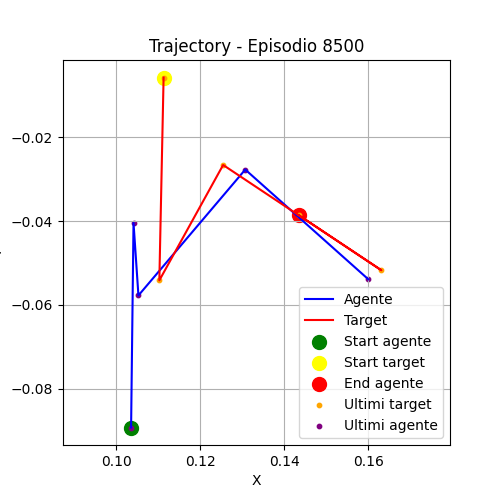 Trajectory - Episodio 8500
−0.02
−0.04
−0.06
−0.08
0.10 0.12 0.14 0.16
X
Agente
Target
Start agente
Start target
End agente
Ultimi target
Ultimi agente